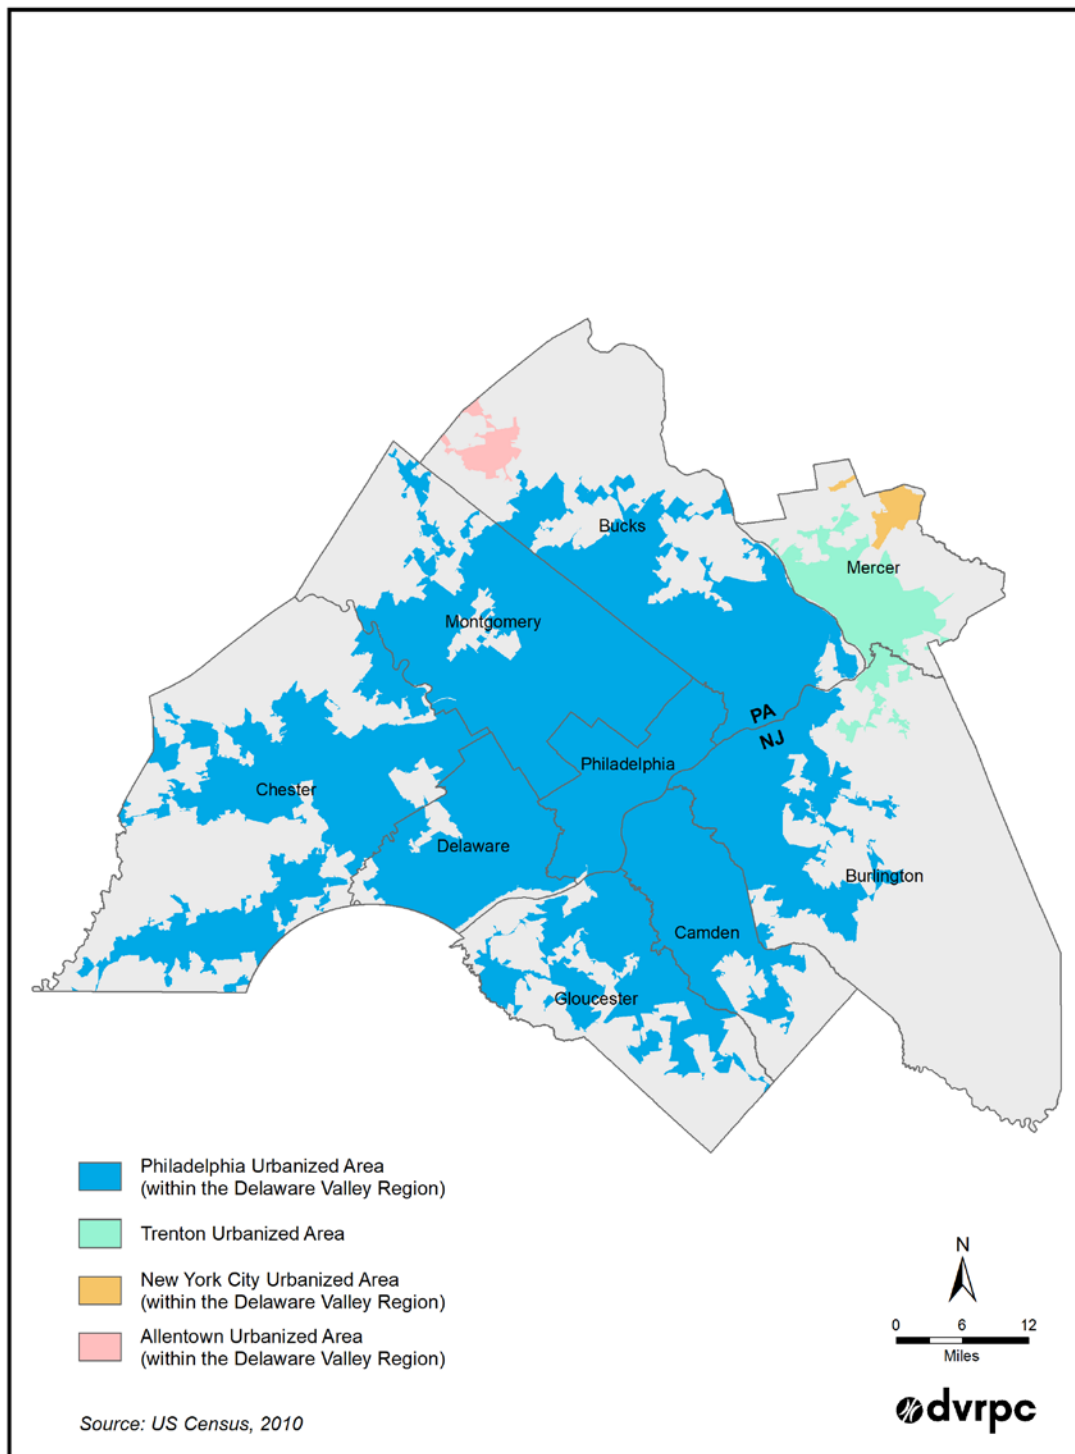 Bucks
Mercer
Montgomery
PA
NJ
Philadelphia
Chester
Delaware
Burlington
Camden
Gloucester
Philadelphia Urbanized Area
(within the Delaware Valley Region)
Trenton Urbanized Area
New York City Urbanized Area
(within the Delaware Valley Region)
Allentown Urbanized Area
(within the Delaware Valley Region)
N
0 6 12
Miles
dvrpc
Source: US Census, 2010